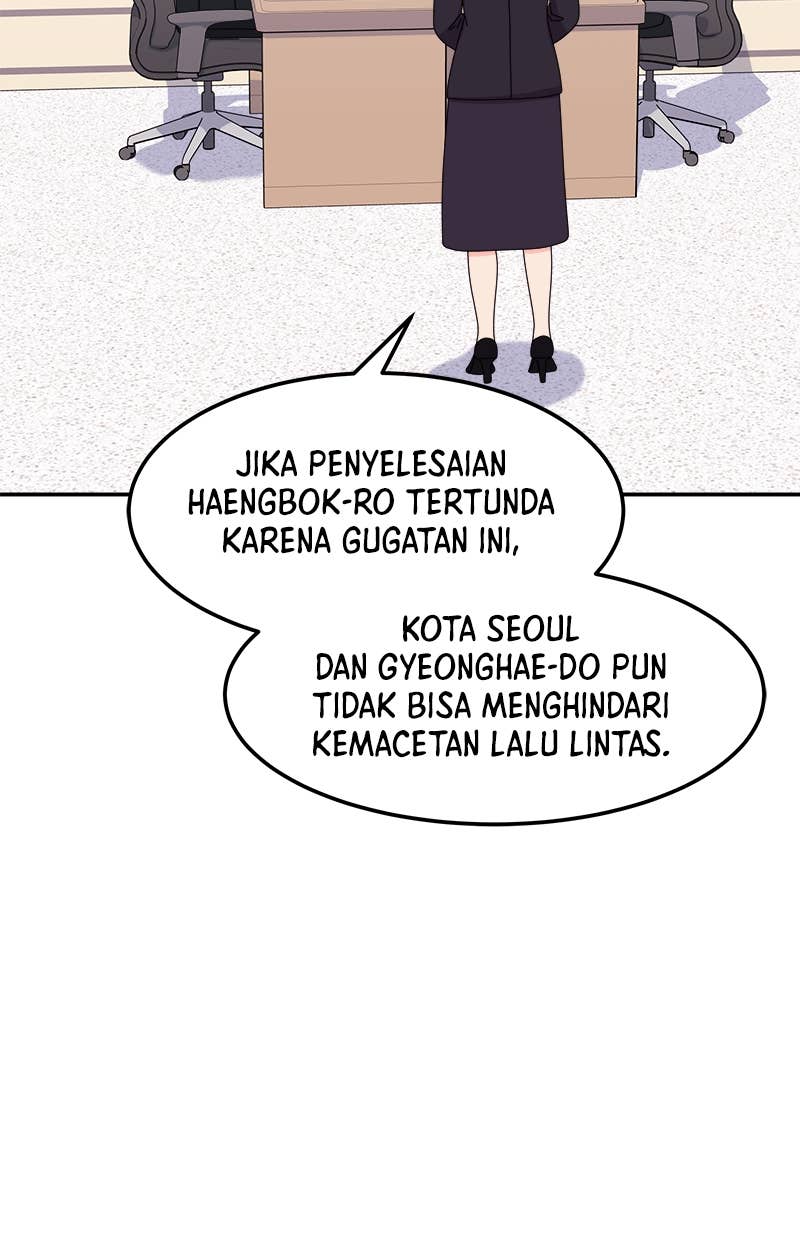 JIKA PENYELESAIAN
HAENGBOK-RO TERTUNDA
KARENA GUGATAN INI,
KOTA SEOUL
DAN GYEONGHAE-DO PUN
TIDAK BISA MENGHINDARI
KEMACETAN LALU LINTAS.